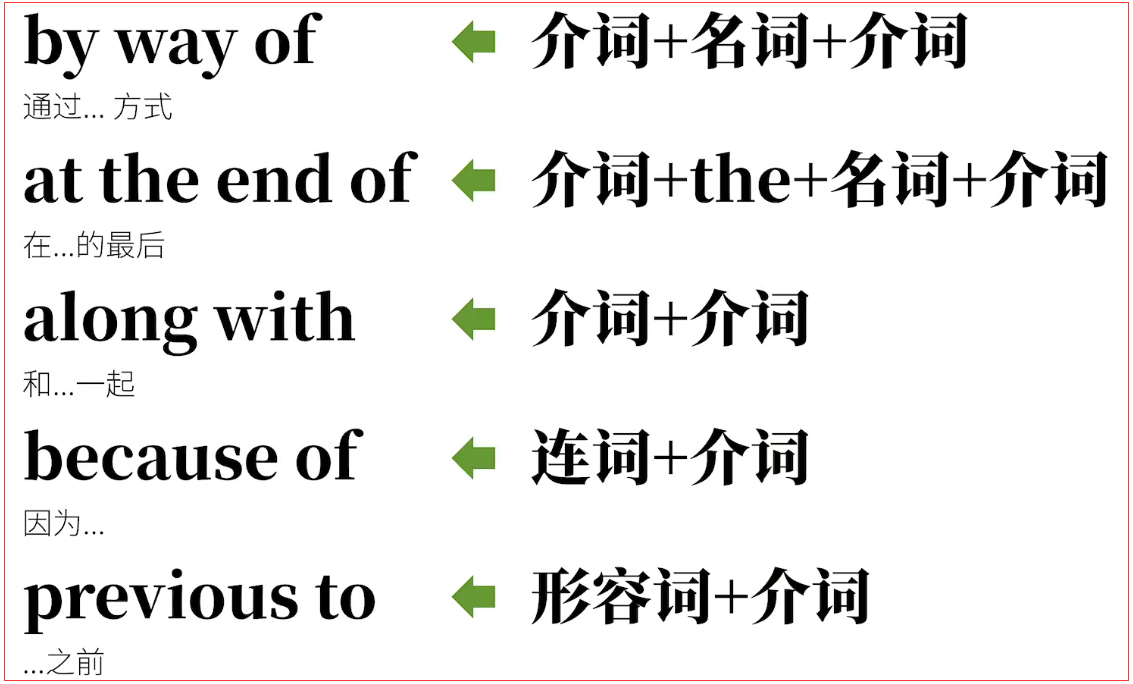 by way of 介词+名词+介词
通过... 方式
at the end of 介词+the+名词+介词
在...的最后
along with 介词+介词
和...一起
because of 连词+介词
因为...
previous to 形容词+介词
...之前